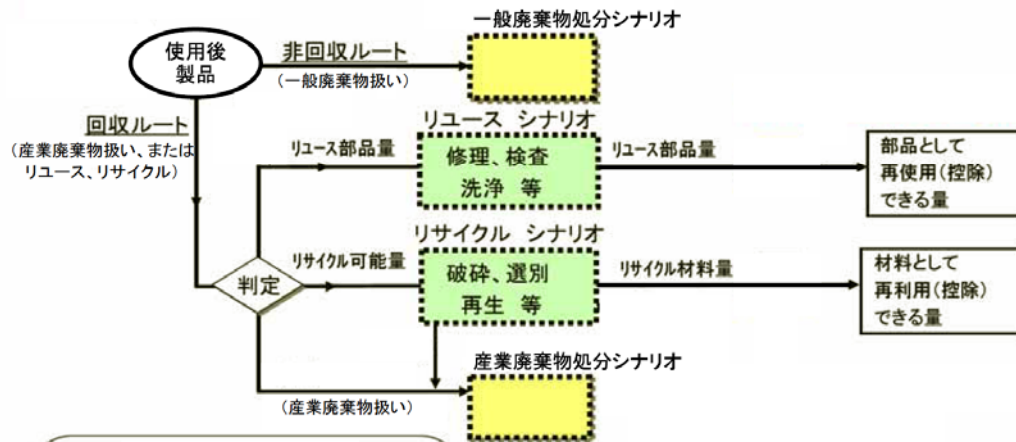 一般廃棄物処分シナリオ
使用後
製品
非回収ルート
(一般廃棄物扱い)
回収ルート
(産業廃棄物扱い、または
リユース、リサイクル)
リユース シナリオ
リユース部品量
修理、検査
洗浄 等
リユース部品量
部品として
再使用(控除)
できる量
リサイクル シナリオ
判定
リサイクル可能量
破砕、選別
再生 等
リサイクル材料量
材料として
再利用(控除)
できる量
産業廃棄物処分シナリオ
(産業廃棄物扱い)